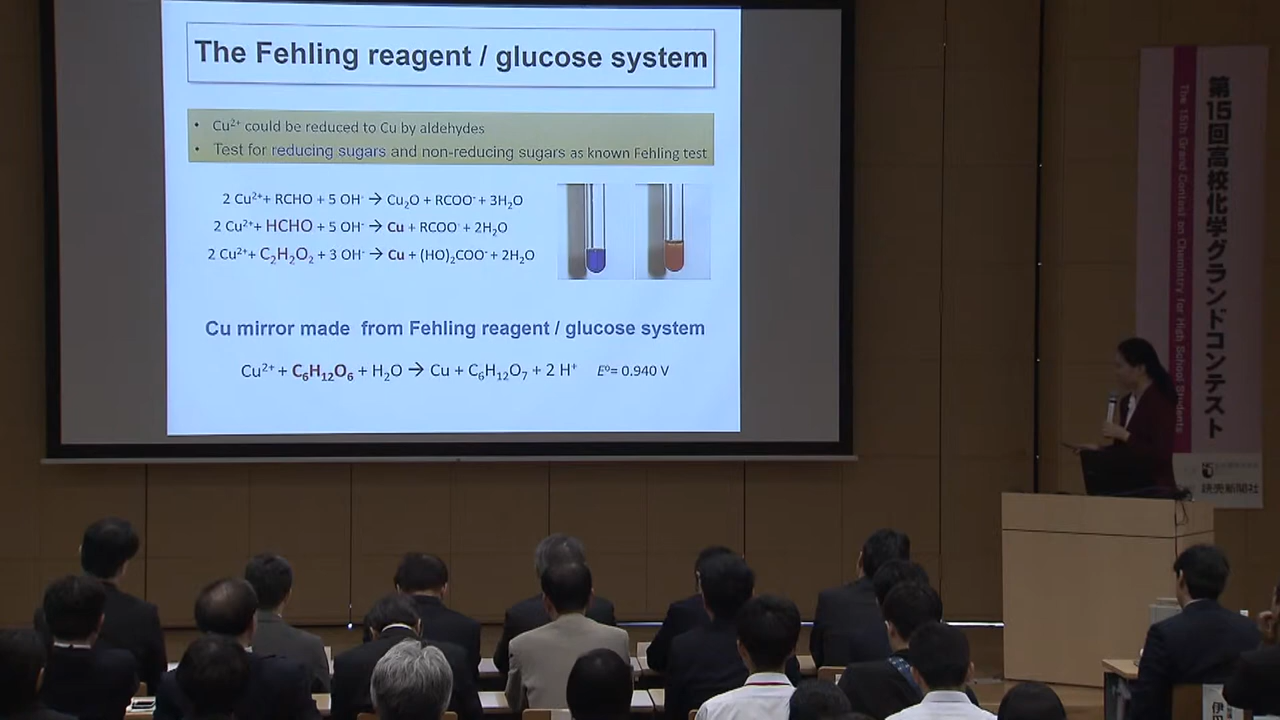 The Fehling reagent / glucose system
• Cu²⁺ could be reduced to Cu by aldehydes
• Test for reducing sugars and non-reducing sugars as known Fehling test
2 Cu²⁺+ RCHO + 5 OH⁻ → Cu₂O + RCOO⁻ + 3H₂O
2 Cu²⁺+ HCHO + 5 OH⁻ → Cu + RCOO⁻ + 2H₂O
2 Cu²⁺+ C₂H₂O₂ + 3 OH⁻ → Cu + (HO)₂COO⁻ + 2H₂O
Cu mirror made from Fehling reagent / glucose system
Cu²⁺ + C₆H₁₂O₆ + H₂O → Cu + C₆H₁₂O₇ + 2 H⁺ E⁰= 0.940 V
第15回高校化学グランドコンテスト
The 15th Grand Contest on Chemistry for High School Students
読売新聞社